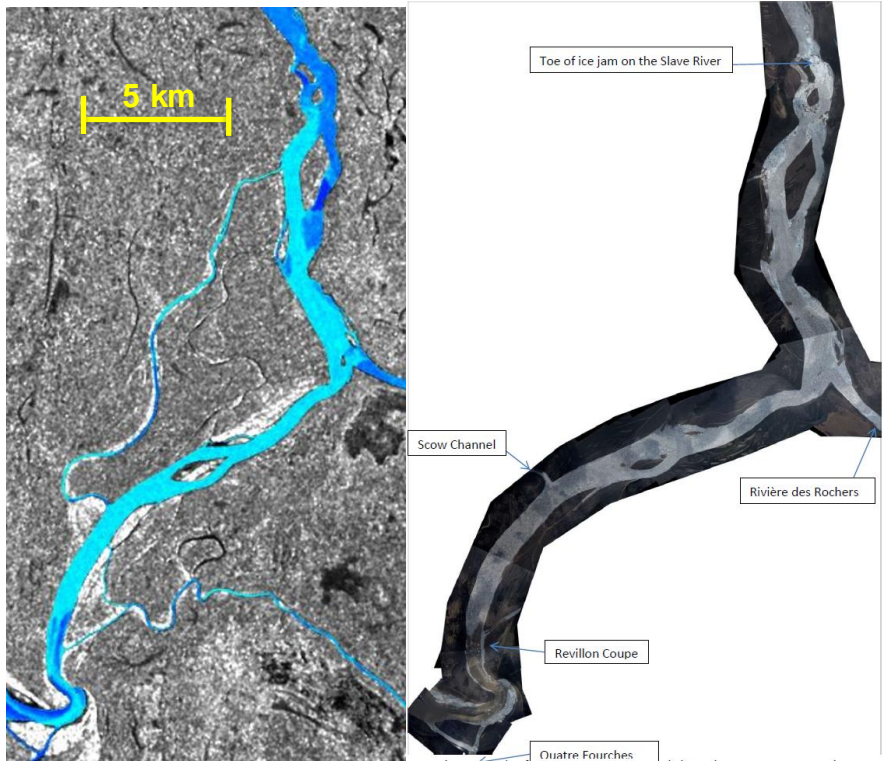 5 km
Toe of ice jam on the Slave River
Scow Channel
Rivière des Rochers
Revillon Coupe
Quatre Fourches